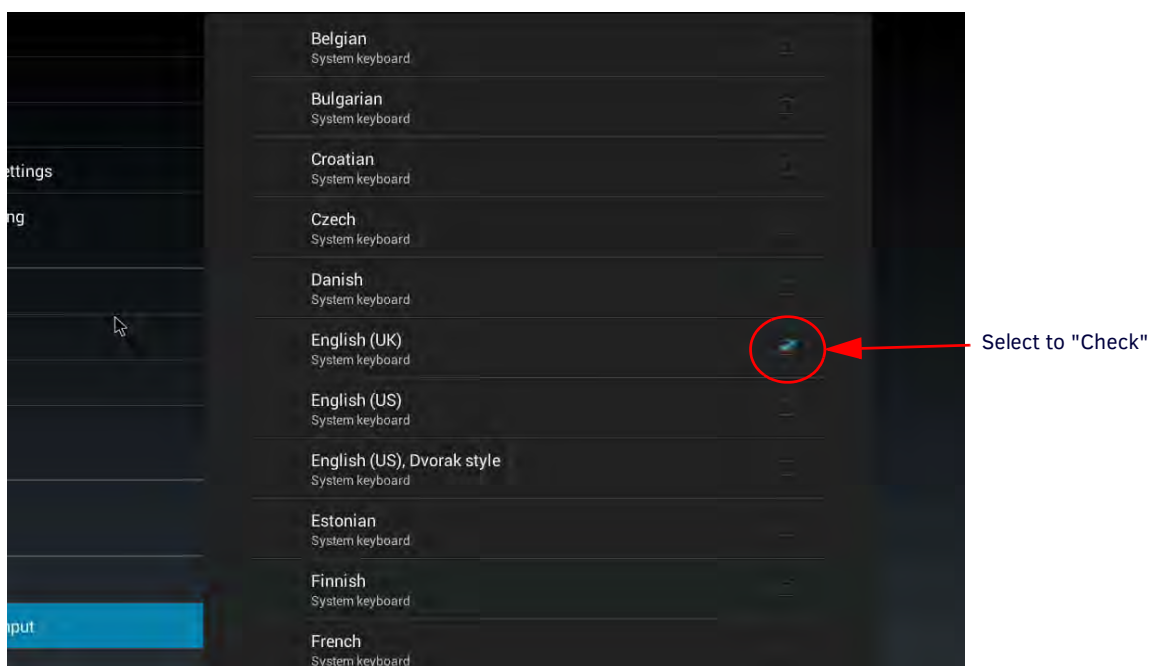 Belgian
System keyboard
Bulgarian
System keyboard
Croatian
System keyboard
ettings
ng
Czech
System keyboard
Danish
System keyboard
English (UK)
System keyboard
Select to "Check"
English (US)
System keyboard
English (US), Dvorak style
System keyboard
Estonian
System keyboard
Finnish
System keyboard
nput
French
System keyboard